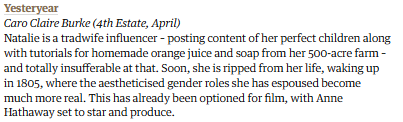 Yesteryear
Caro Claire Burke (4th Estate, April)
Natalie is a tradwife influencer – posting content of her perfect children along
with tutorials for homemade orange juice and soap from her 500-acre farm –
and totally insufferable at that. Soon, she is ripped from her life, waking up
in 1805, where the aestheticised gender roles she has espoused become
much more real. This has already been optioned for film, with Anne
Hathaway set to star and produce.